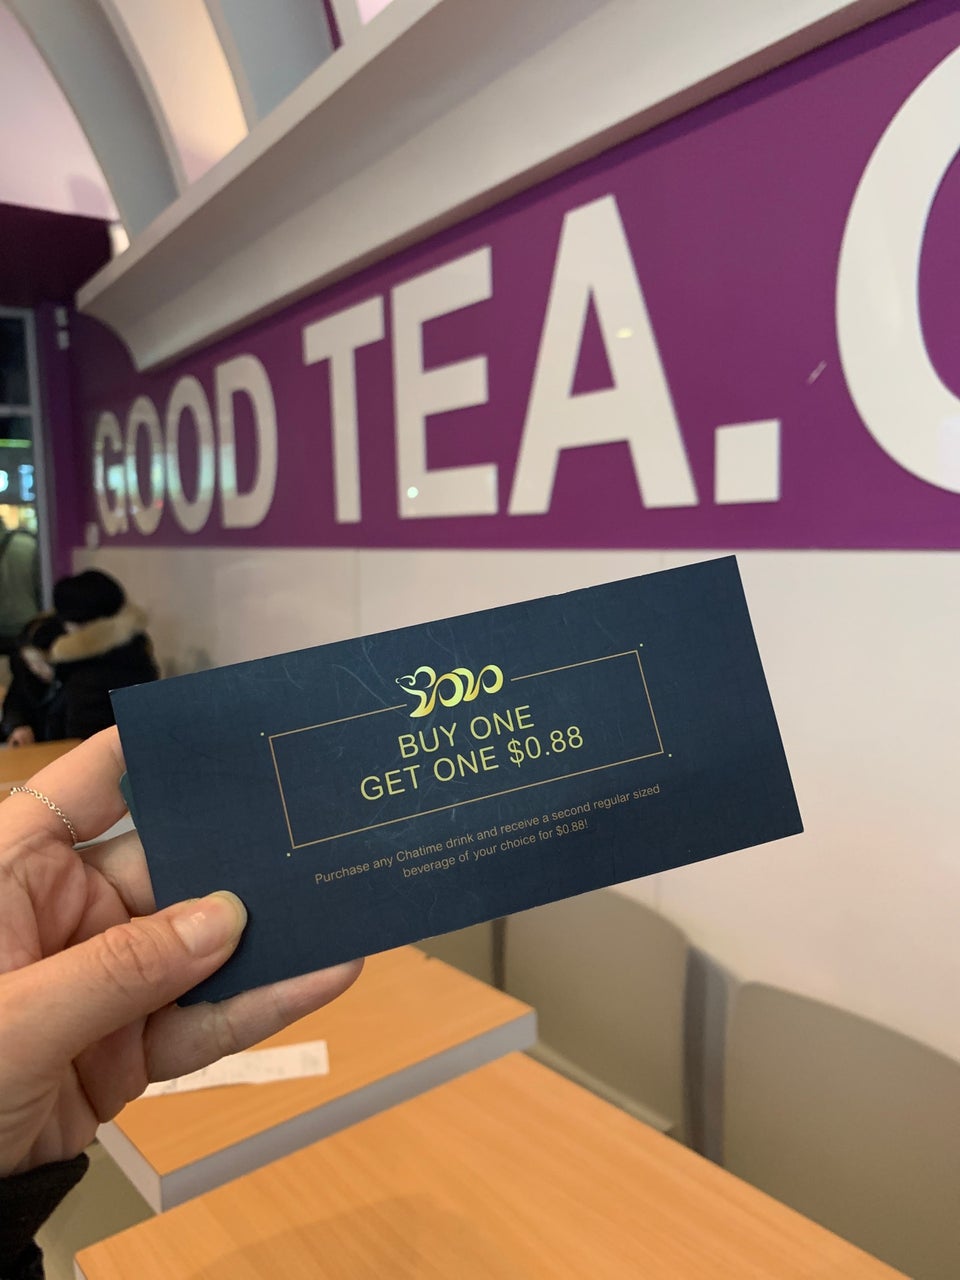 .GOOD TEA.
2020
BUY ONE
GET ONE $0.88
Purchase any Chatime drink and receive a second regular sized
beverage of your choice for $0.88!